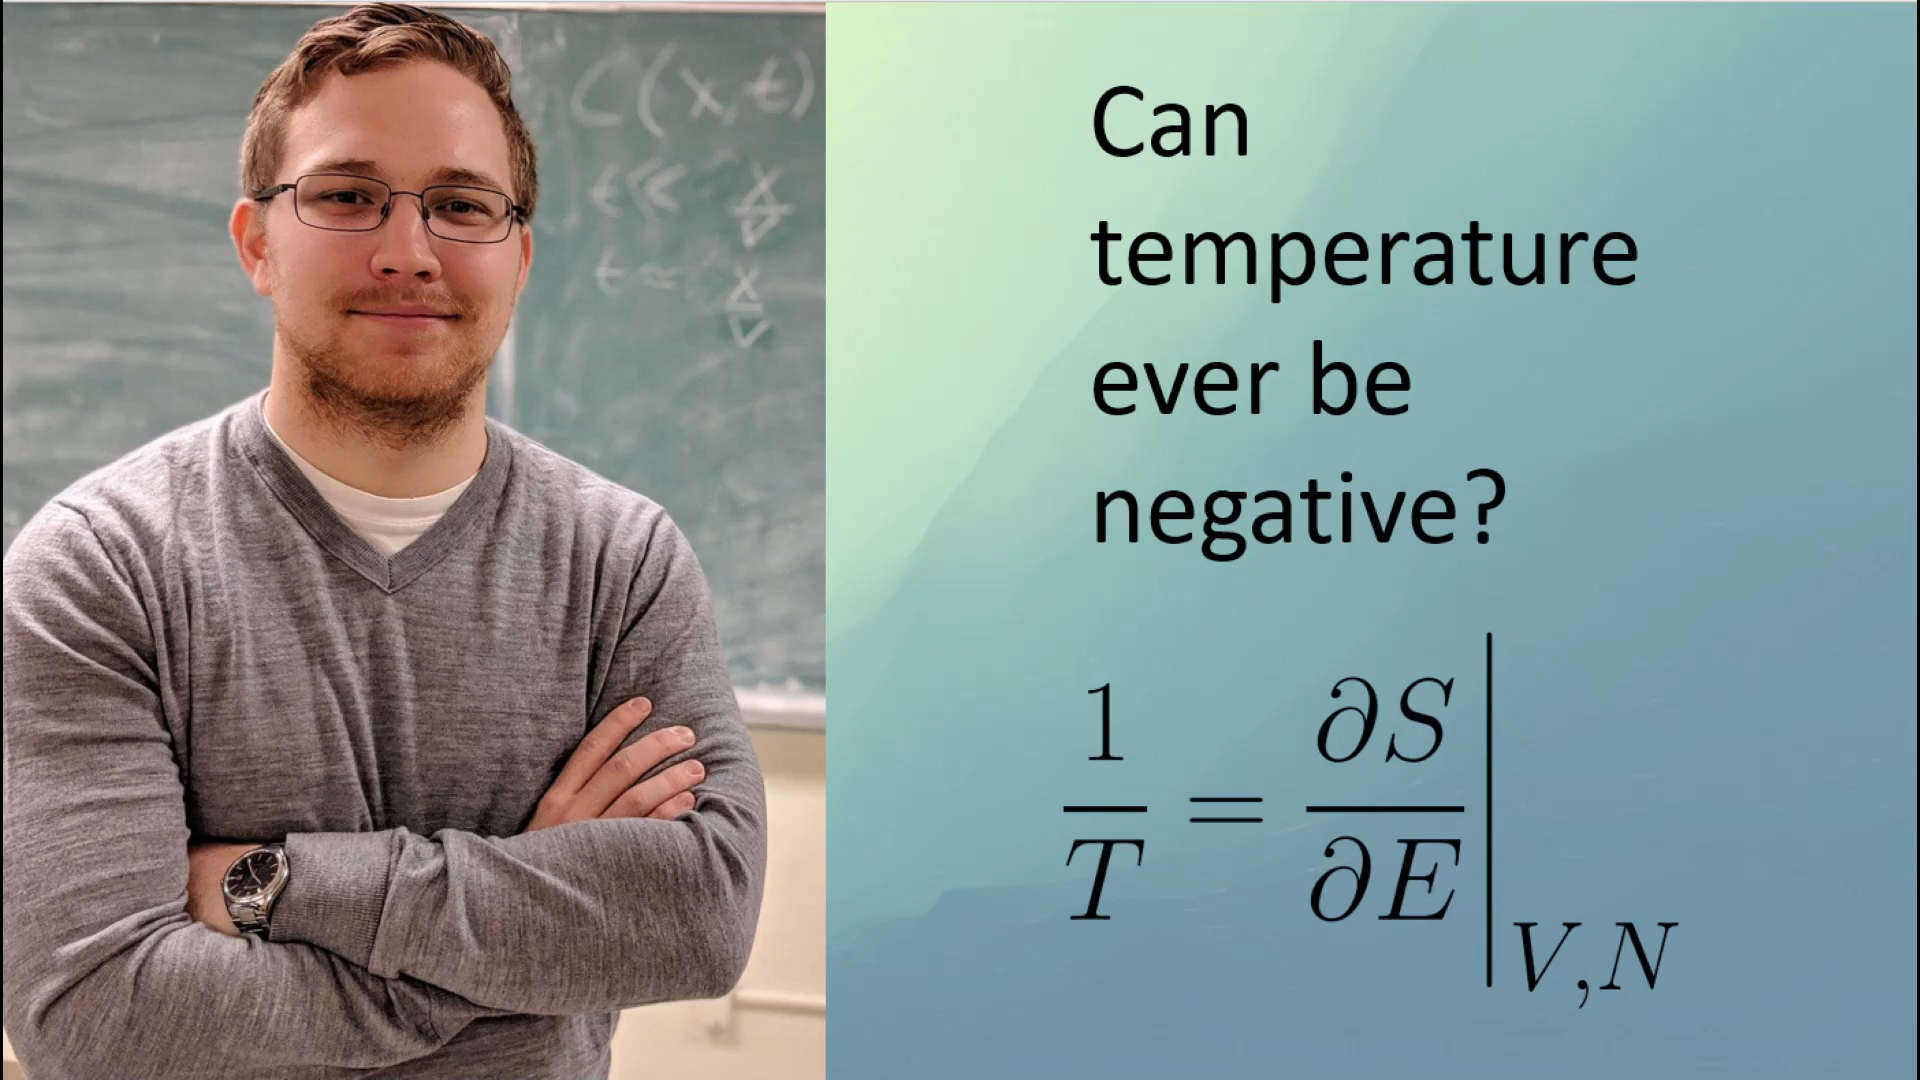 C(x,t)
t <<
x
t =
x
Can
temperature
ever be
negative?
1/T = ∂S/∂E |V,N